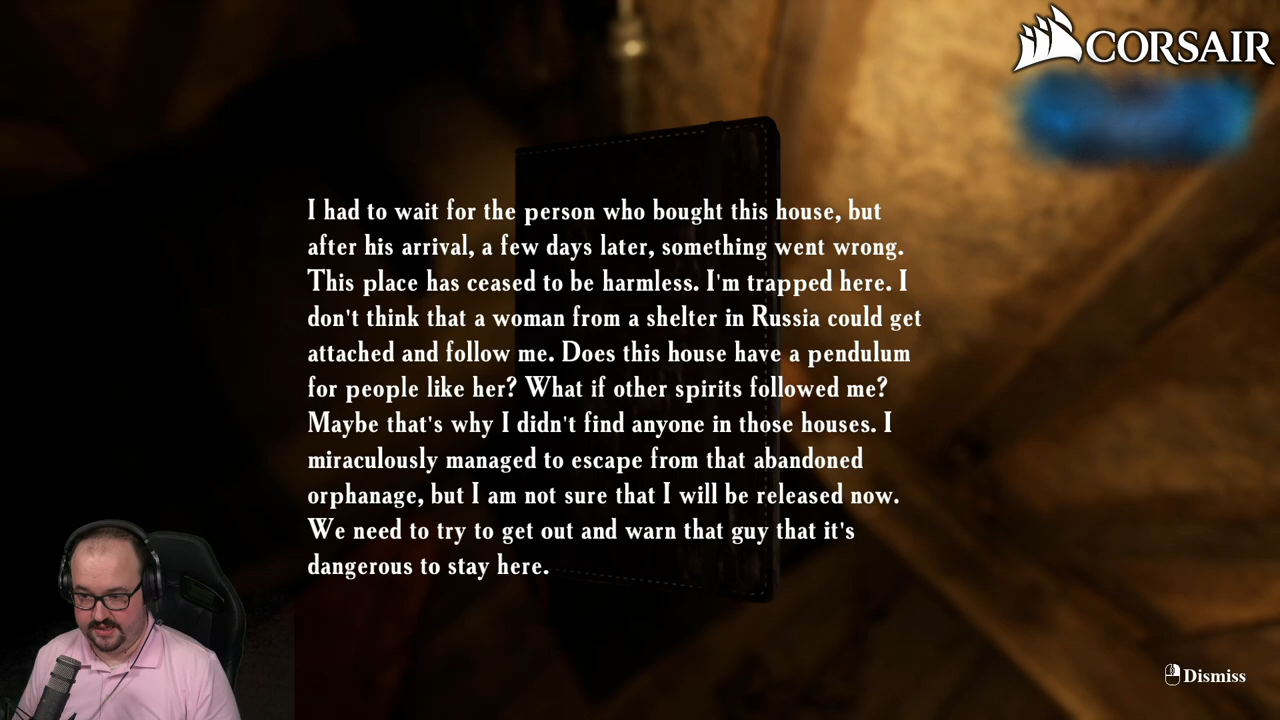 CORSAIR
I had to wait for the person who bought this house, but
after his arrival, a few days later, something went wrong.
This place has ceased to be harmless. I'm trapped here. I
don't think that a woman from a shelter in Russia could get
attached and follow me. Does this house have a pendulum
for people like her? What if other spirits followed me?
Maybe that's why I didn't find anyone in those houses. I
miraculously managed to escape from that abandoned
orphanage, but I am not sure that I will be released now.
We need to try to get out and warn that guy that it's
dangerous to stay here.
Dismiss